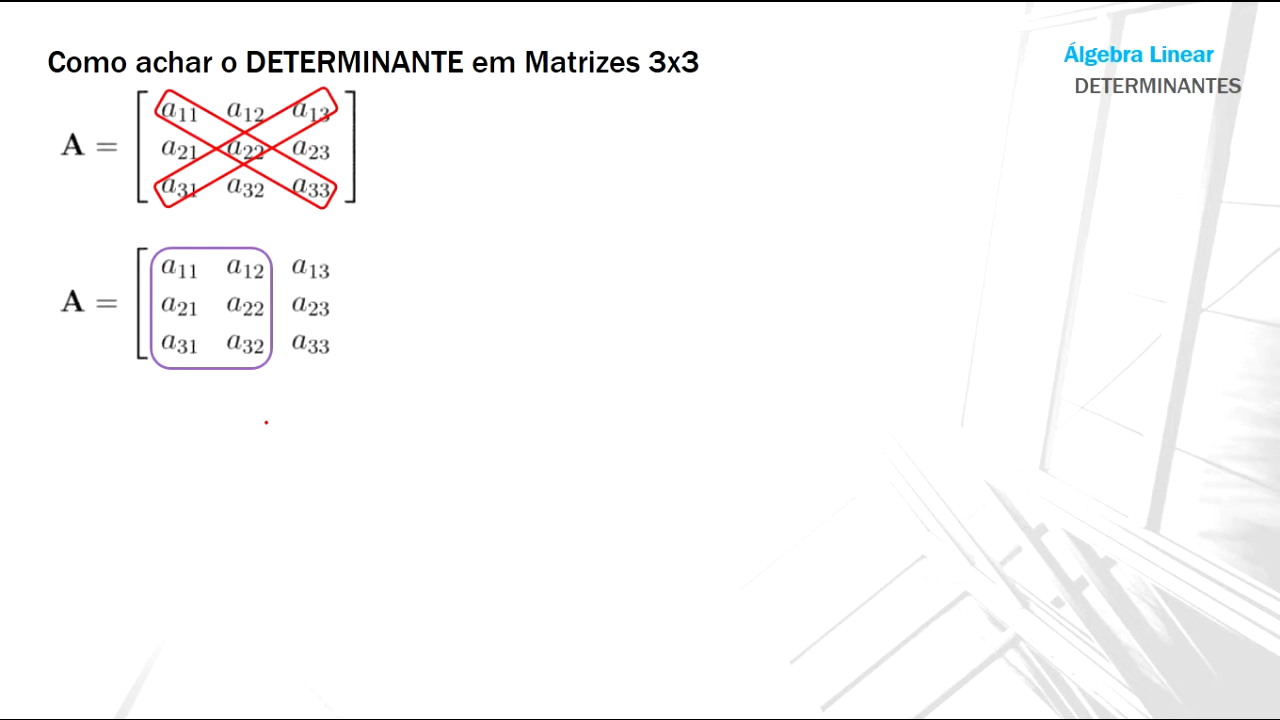 Como achar o DETERMINANTE em Matrizes 3x3
Álgebra Linear
DETERMINANTES
a₁₁ a₁₂ a₁₃
A = a₂₁ a₂₂ a₂₃
a₃₁ a₃₂ a₃₃
a₁₁ a₁₂ a₁₃
A = a₂₁ a₂₂ a₂₃
a₃₁ a₃₂ a₃₃